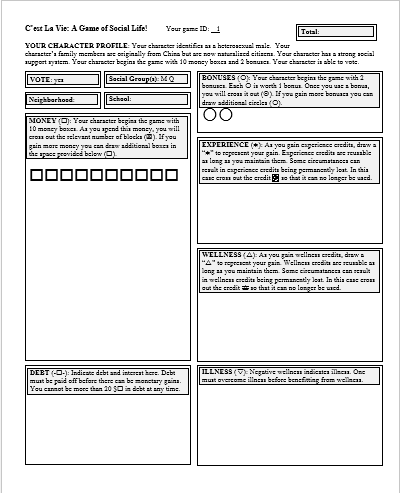 C'est La Vie: A Game of Social Life!
Your game ID: 1
Total:
YOUR CHARACTER PROFILE: Your character identifies as a heterosexual male. Your
character's family members are originally from China but are now naturalized citizens. Your character has a strong social
support system. Your character begins the game with 10 money boxes and 2 bonuses. Your character is able to vote.
VOTE: yes
Social Group(s): M Q
Neighborhood:
School:
MONEY (☐): Your character begins the game with
10 money boxes. As you spend this money, you will
cross out the relevant number of blocks (☒). If you
gain more money you can draw additional boxes in
the space provided below (☐).
DEBT (-☐-): Indicate debt and interest here. Debt
must be paid off before there can be monetary gains.
You cannot be more than 20 $☐ in debt at any time.
BONUSES (○): Your character begins the game with 2
bonuses. Each ○ is worth 1 bonus. Once you use a bonus,
you will cross it out (⊗). If you gain more bonuses you can
draw additional circles (○).
EXPERIENCE (✶): As you gain experience credits, draw a
"✶" to represent your gain. Experience credits are reusable
as long as you maintain them. Some circumstances can
result in experience credits being permanently lost. In this
case cross out the credit so that it can no longer be used.
WELLNESS (△): As you gain wellness credits, draw a
"△" to represent your gain. Wellness credits are reusable as
long as you maintain them. Some circumstances can result
in wellness credits being permanently lost. In this case cross
out the credit so that it can no longer be used.
ILLNESS (▽): Negative wellness indicates illness. One
must overcome illness before benefitting from wellness.